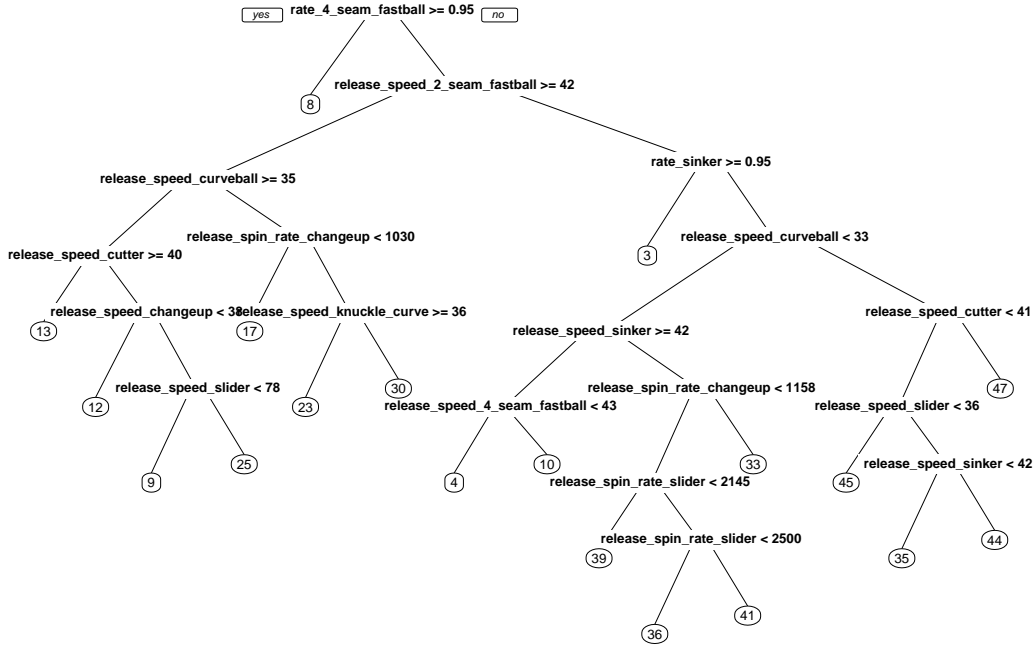 yes rate_4_seam_fastball >= 0.95 no
release_speed_2_seam_fastball >= 42
8
rate_sinker >= 0.95
release_speed_curveball >= 35
release_spin_rate_changeup < 1030
release_speed_curveball < 33
release_speed_cutter >= 40
3
release_speed_changeup < 38
release_speed_knuckle_curve >= 36
release_speed_cutter < 41
13
17
release_speed_sinker >= 42
release_speed_slider < 78
30
release_spin_rate_changeup < 1158
47
12
23
release_speed_4_seam_fastball < 43
release_speed_slider < 36
25
10
33
release_speed_sinker < 42
9
4
release_spin_rate_slider < 2145
45
release_spin_rate_slider < 2500
44
39
35
41
36